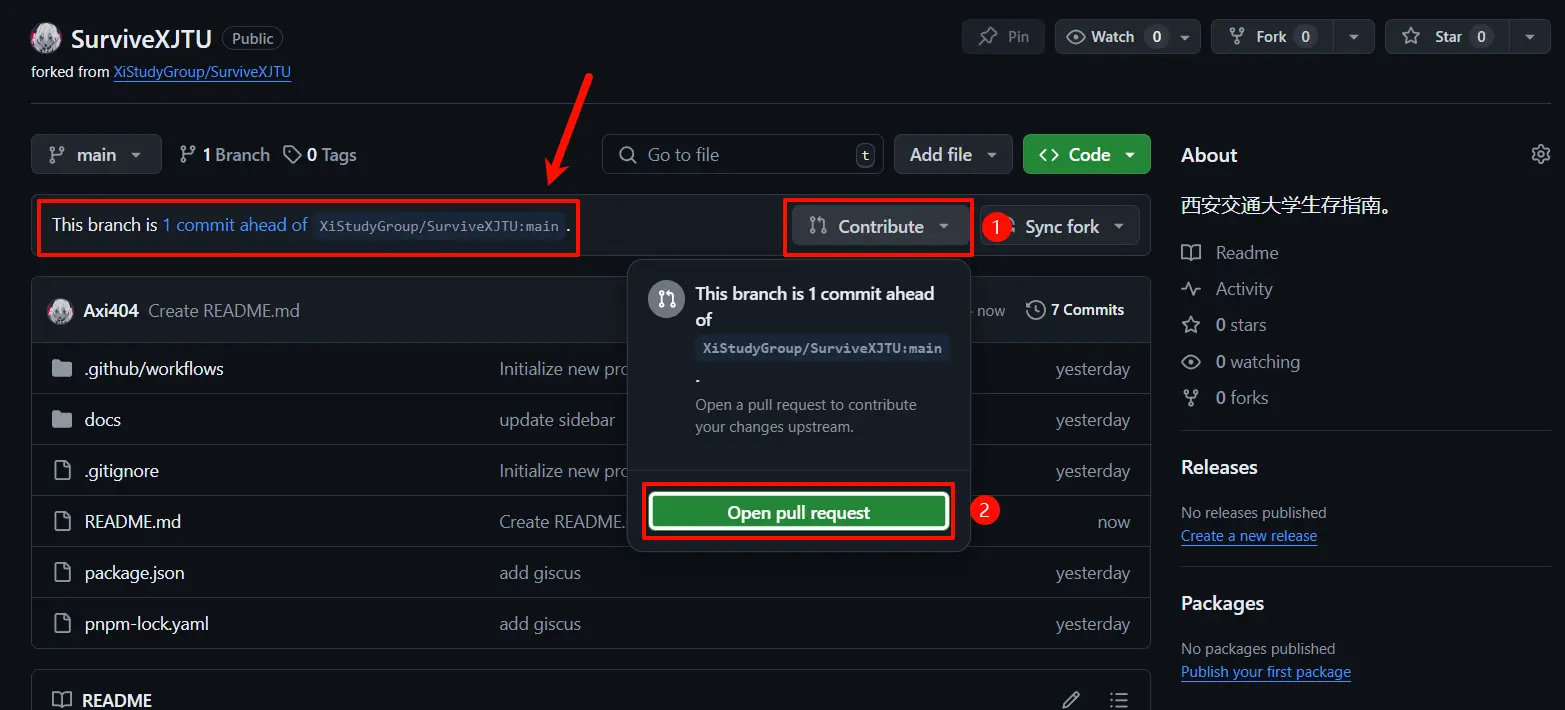 SurviveXJTU Public
Pin Watch 0 Fork 0 Star 0
forked from XiStudyGroup/SurviveXJTU
main 1 Branch 0 Tags
Go to file t Add file Code
This branch is 1 commit ahead of XiStudyGroup/SurviveXJTU:main .
Contribute 1 Sync fork
This branch is 1 commit ahead
of
XiStudyGroup/SurviveXJTU:main
.
Open a pull request to contribute
your changes upstream.
Open pull request 2
Axi404 Create README.md now 7 Commits
.github/workflows Initialize new pro yesterday
docs update sidebar yesterday
.gitignore Initialize new pro yesterday
README.md Create README. now
package.json add giscus yesterday
pnpm-lock.yaml add giscus yesterday
README
About
西安交通大学生存指南。
Readme
Activity
0 stars
0 watching
0 forks
Releases
No releases published
Create a new release
Packages
No packages published
Publish your first package